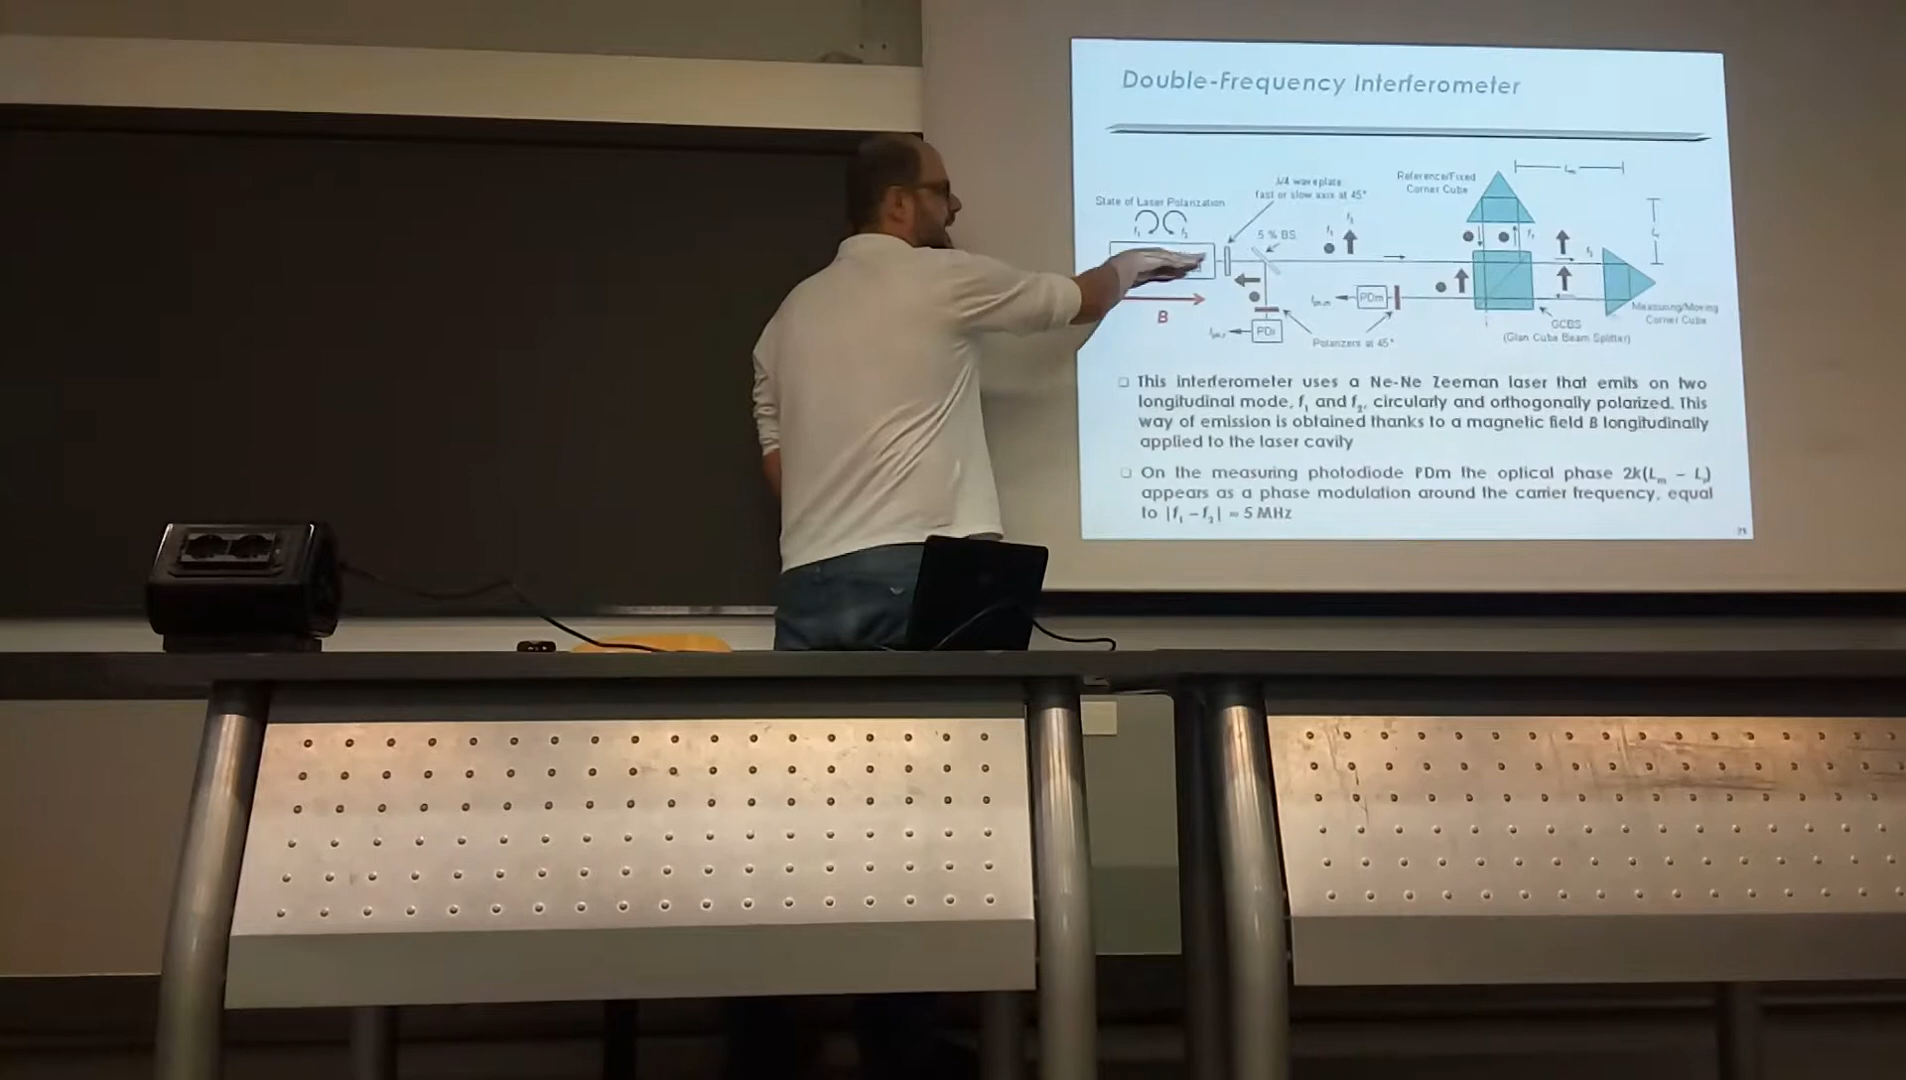 Double-Frequency Interferometer
λ/4 waveplate
fast or slow axis at 45°
Reference/Fixed
Corner Cube
State of Laser Polarization
5 % BS
f1
f2
B
PDm
PDr
Polarizers at 45°
GCBS
(Glan Cube Beam Splitter)
Measuring/Moving
Corner Cube
❑ This interferometer uses a Ne-Ne Zeeman laser that emits on two
longitudinal mode, f1 and f2, circularly and orthogonally polarized. This
way of emission is obtained thanks to a magnetic field B longitudinally
applied to the laser cavity
❑ On the measuring photodiode PDm the optical phase 2k(Lm – Lr)
appears as a phase modulation around the carrier frequency, equal
to |f1 – f2| = 5 MHz